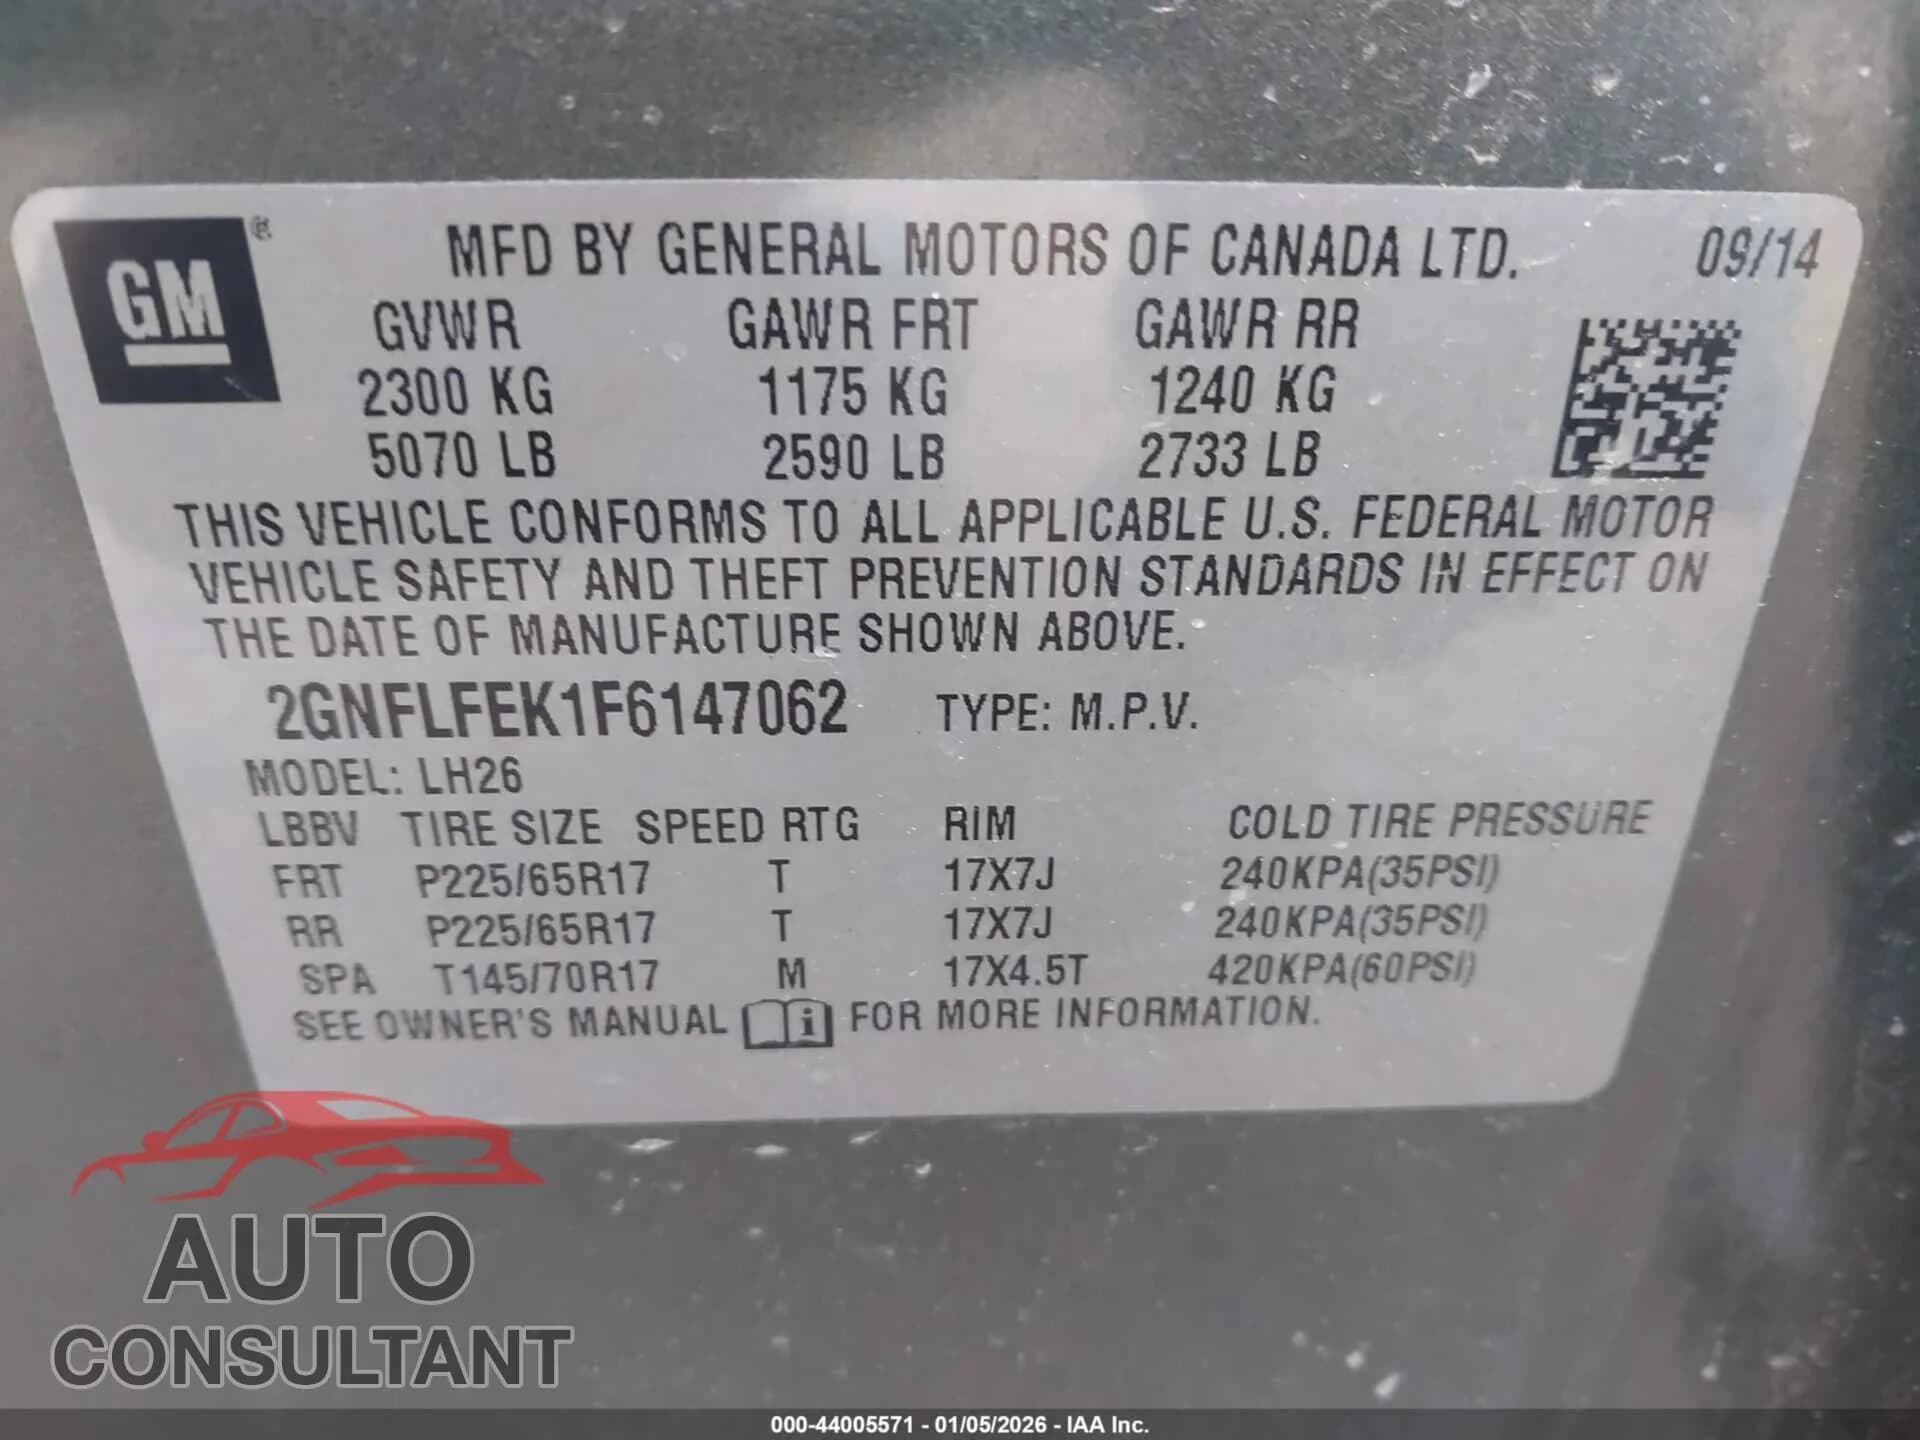 GM ®
MFD BY GENERAL MOTORS OF CANADA LTD. 09/14
GVWR GAWR FRT GAWR RR
2300 KG 1175 KG 1240 KG
5070 LB 2590 LB 2733 LB
THIS VEHICLE CONFORMS TO ALL APPLICABLE U.S. FEDERAL MOTOR
VEHICLE SAFETY AND THEFT PREVENTION STANDARDS IN EFFECT ON
THE DATE OF MANUFACTURE SHOWN ABOVE.
2GNFLFEK1F6147062 TYPE: M.P.V.
MODEL: LH26
LBBV TIRE SIZE SPEED RTG RIM COLD TIRE PRESSURE
FRT P225/65R17 T 17X7J 240KPA(35PSI)
RR P225/65R17 T 17X7J 240KPA(35PSI)
SPA T145/70R17 M 17X4.5T 420KPA(60PSI)
SEE OWNER'S MANUAL i FOR MORE INFORMATION.
AUTO
CONSULTANT
000-44005571 - 01/05/2026 - IAA Inc.